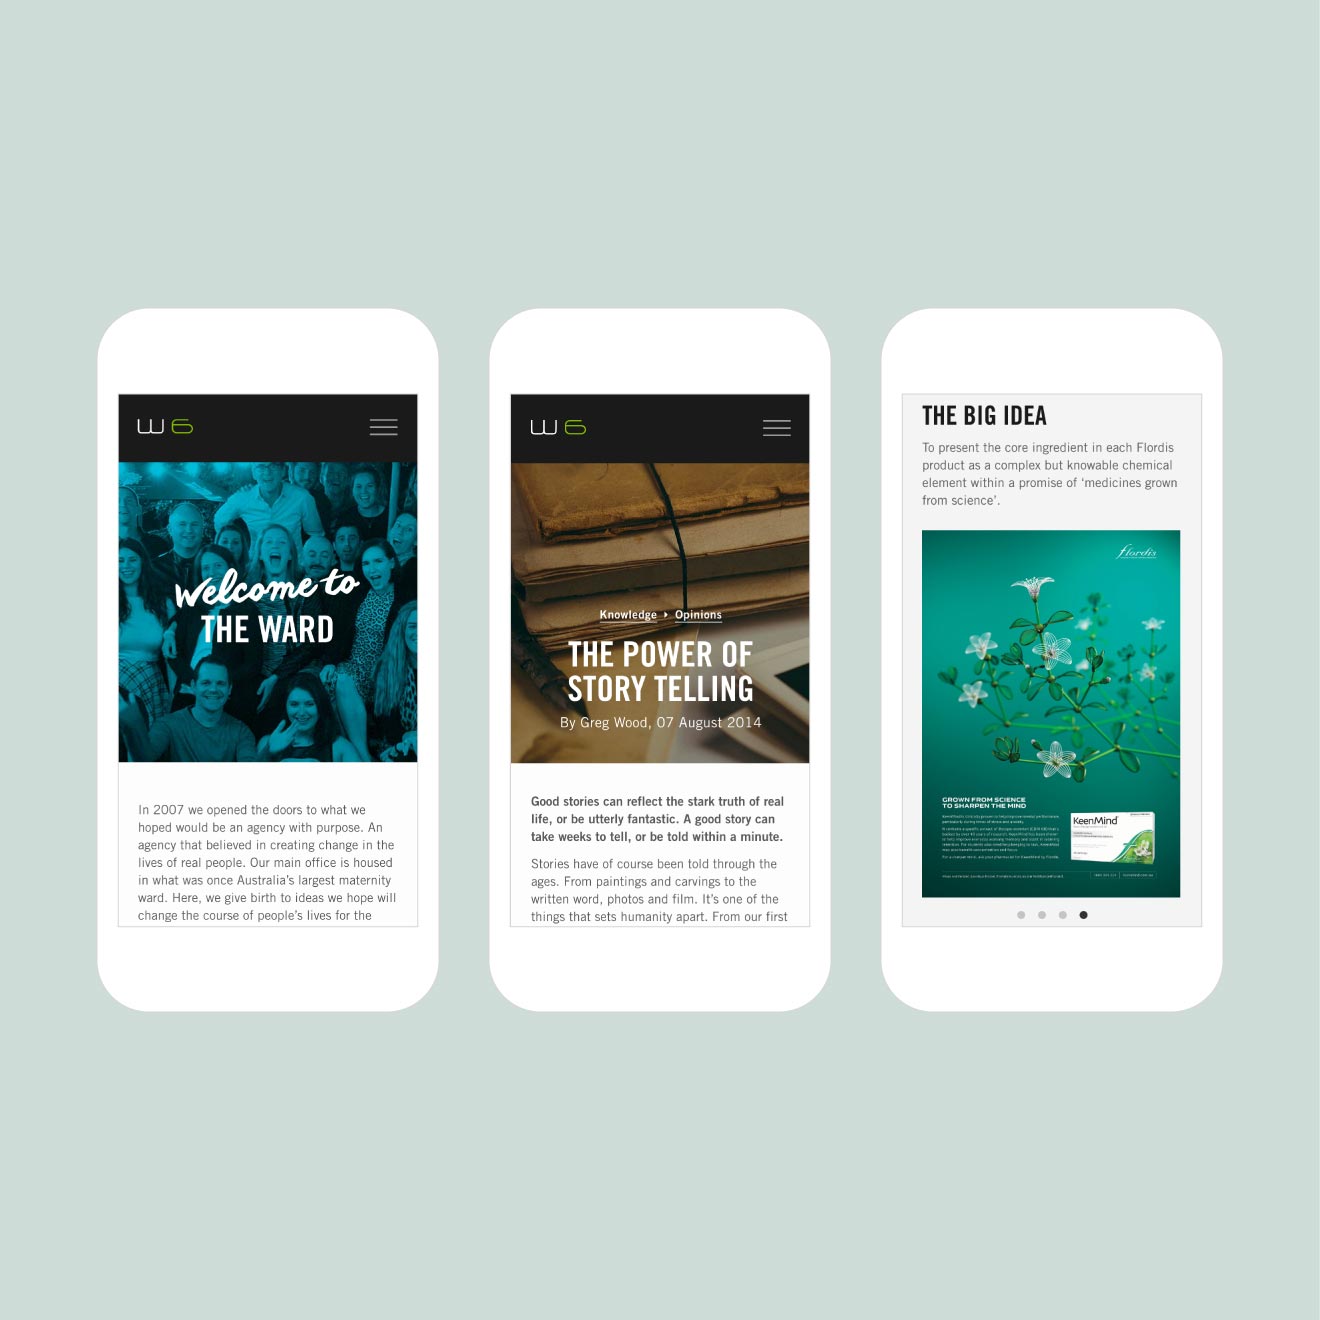 W6
Welcome to
THE WARD
In 2007 we opened the doors to what we
hoped would be an agency with purpose. An
agency that believed in creating change in the
lives of real people. Our main office is housed
in what was once Australia's largest maternity
ward. Here, we give birth to ideas we hope will
change the course of people's lives for the
W6
Knowledge Opinions
THE POWER OF
STORY TELLING
By Greg Wood, 07 August 2014
Good stories can reflect the stark truth of real
life, or be utterly fantastic. A good story can
take weeks to tell, or be told within a minute.
Stories have of course been told through the
ages. From paintings and carvings to the
written word, photos and film. It's one of the
things that sets humanity apart. From our first
THE BIG IDEA
To present the core ingredient in each Flordis
product as a complex but knowable chemical
element within a promise of ‘medicines grown
from science’.
flordis
GROWN FROM SCIENCE
TO SHARPEN THE MIND
KeenMind